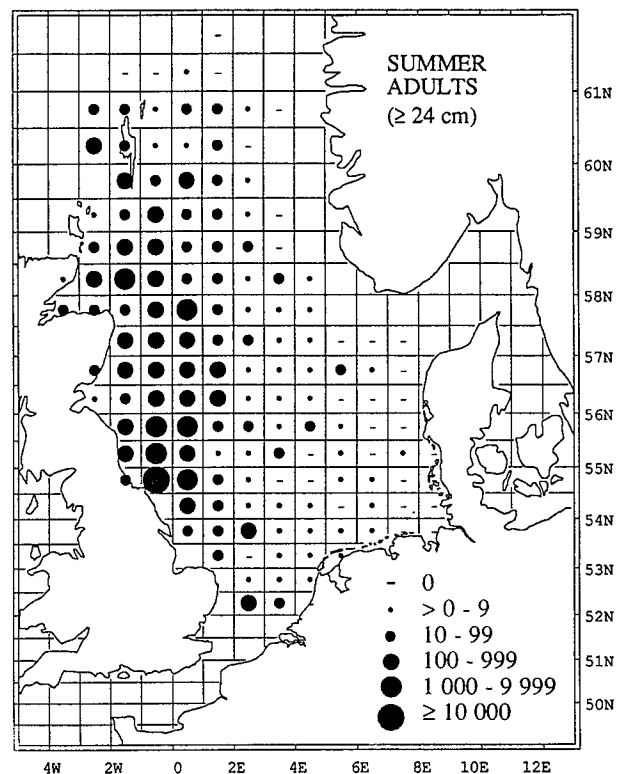 SUMMER
ADULTS
(≥ 24 cm)
61N
60N
59N
58N
57N
56N
55N
54N
53N
52N
51N
50N
- 0
> 0 - 9
10 - 99
100 - 999
1 000 - 9 999
≥ 10 000
4W 2W 0 2E 4E 6E 8E 10E 12E